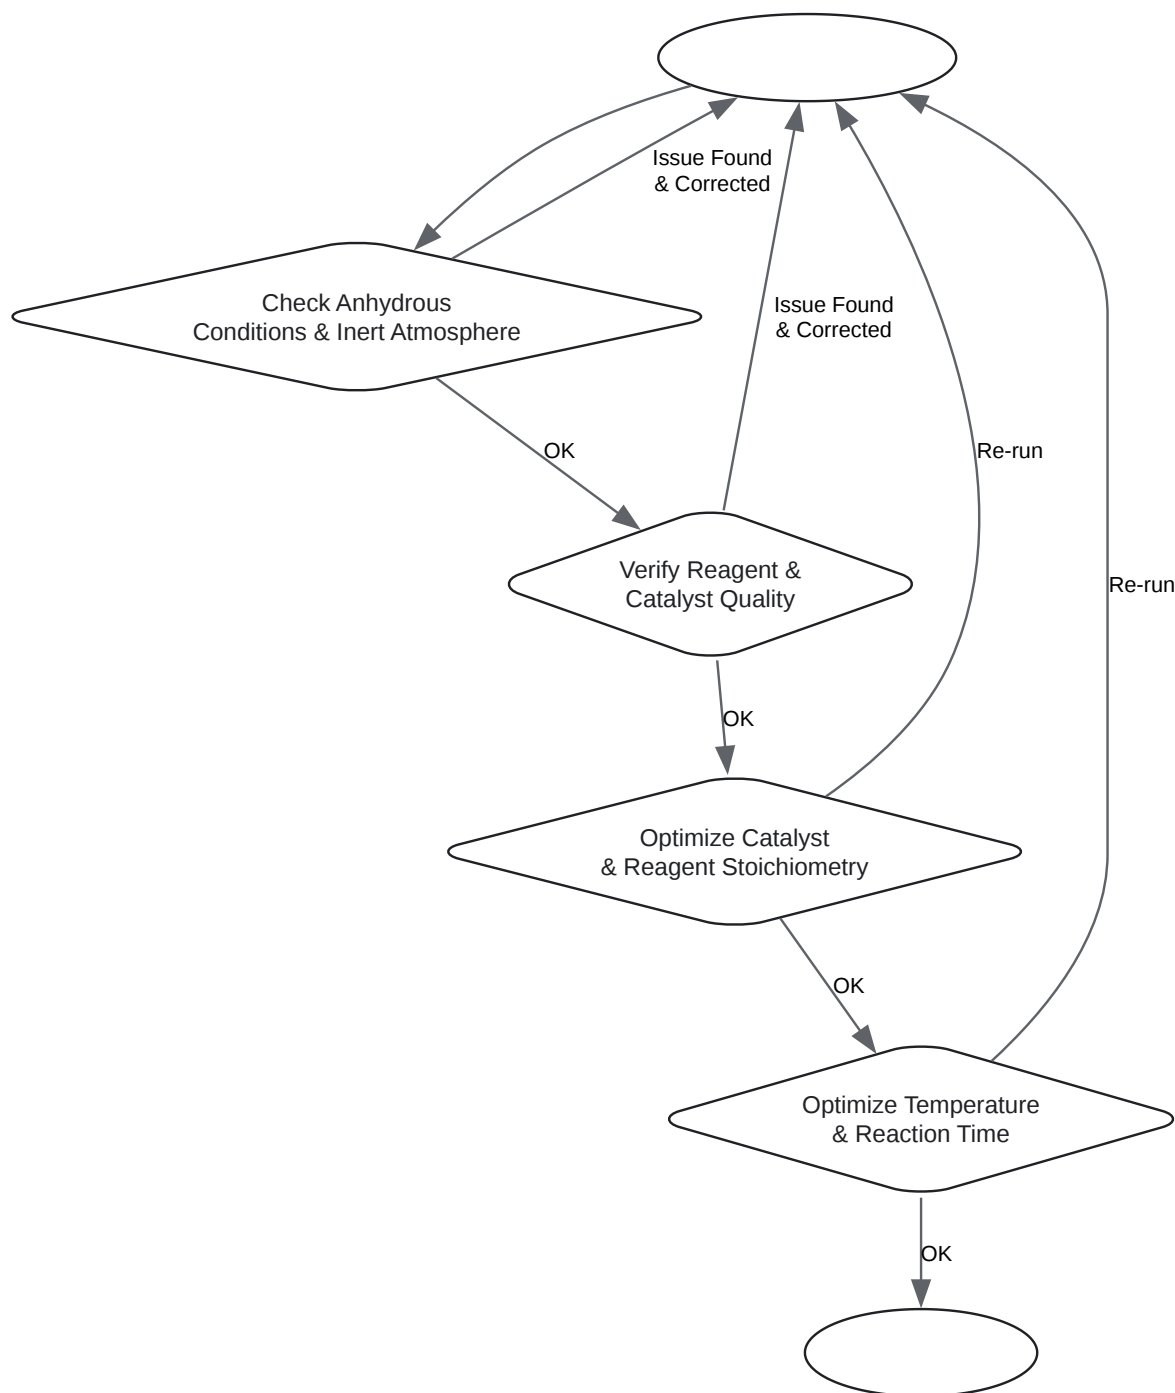 Issue Found
& Corrected
Check Anhydrous
Conditions & Inert Atmosphere
Issue Found
& Corrected
OK
Re-run
Verify Reagent &
Catalyst Quality
Re-run
OK
Optimize Catalyst
& Reagent Stoichiometry
OK
Optimize Temperature
& Reaction Time
OK